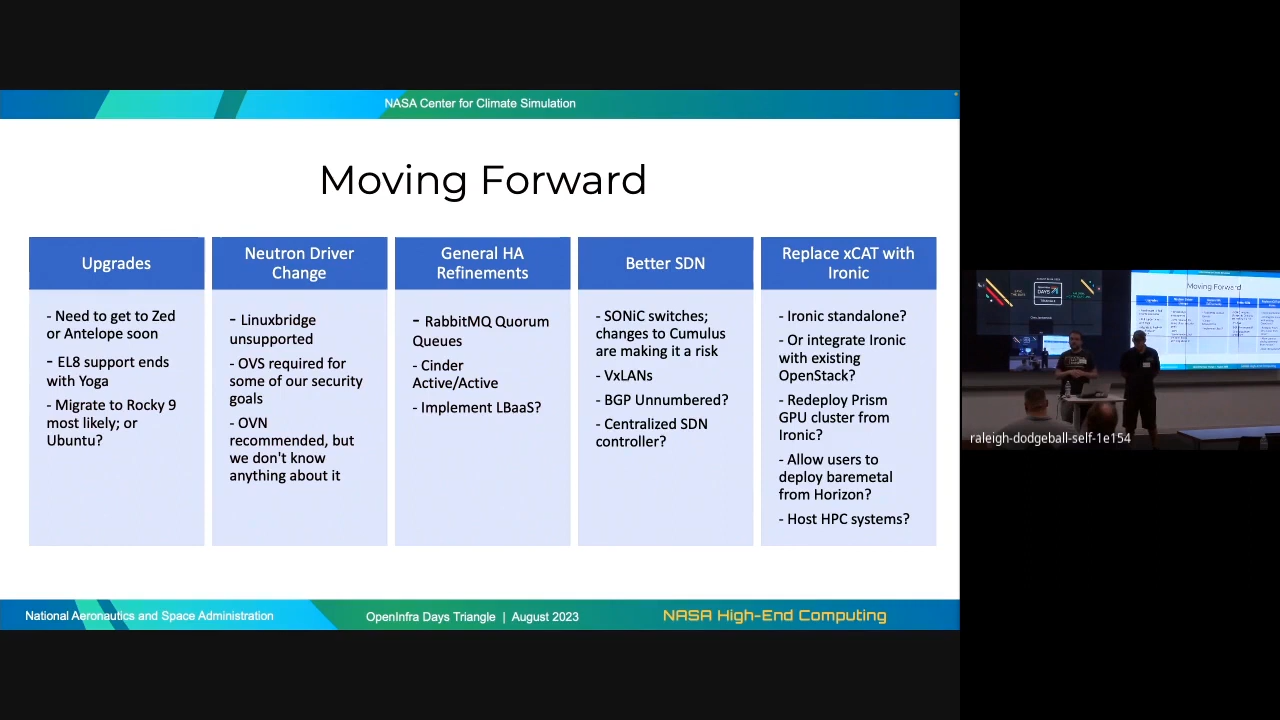 NASA Center for Climate Simulation
Moving Forward
Upgrades
- Need to get to Zed
or Antelope soon
- EL8 support ends
with Yoga
- Migrate to Rocky 9
most likely; or
Ubuntu?
Neutron Driver
Change
- Linuxbridge
unsupported
- OVS required for
some of our security
goals
- OVN
recommended, but
we don't know
anything about it
General HA
Refinements
- RabbitMQ Quorum
Queues
- Cinder
Active/Active
- Implement LBaaS?
Better SDN
- SONiC switches;
changes to Cumulus
are making it a risk
- VxLANs
- BGP Unnumbered?
- Centralized SDN
controller?
Replace xCAT with
Ironic
- Ironic standalone?
- Or integrate Ironic
with existing
OpenStack?
- Redeploy Prism
GPU cluster from
Ironic?
- Allow users to
deploy baremetal
from Horizon?
- Host HPC systems?
National Aeronautics and Space Administration
OpenInfra Days Triangle | August 2023
NASA High-End Computing
Moving Forward
DAYS
raleigh-dodgeball-self-1e154